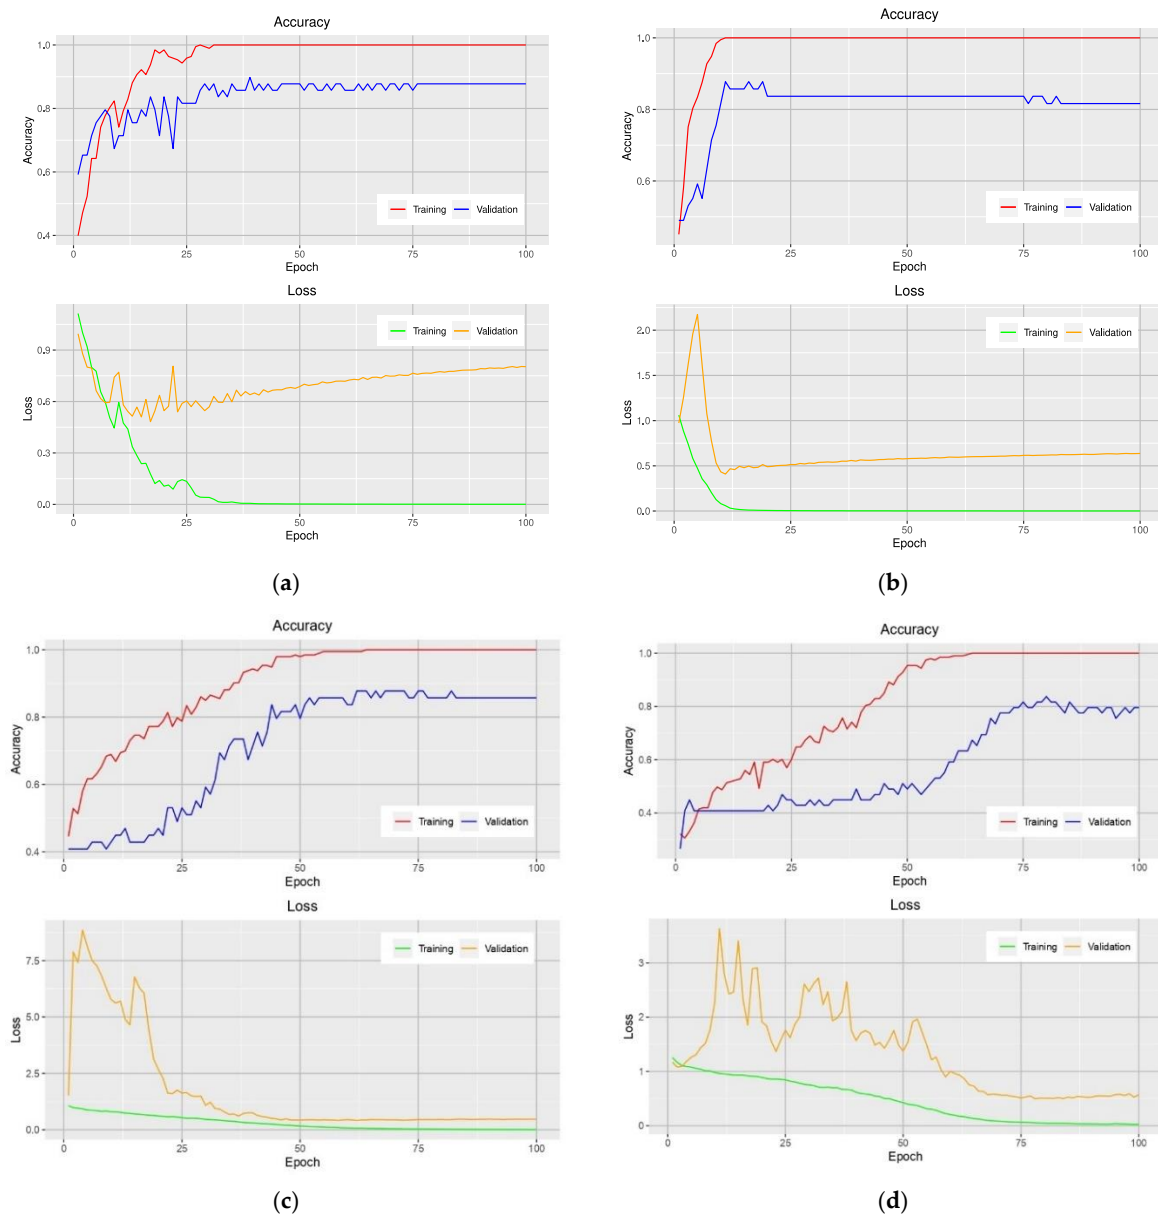 Accuracy
1.0
0.8
0.6
0.4
Accuracy
Training Validation
0 25 50 75 100
Epoch
Loss
0.9
0.6
0.3
0.0
Loss
Training Validation
0 25 50 75 100
Epoch
(a)
Accuracy
1.0
0.8
0.6
Accuracy
Training Validation
0 25 50 75 100
Epoch
Loss
2.0
1.5
1.0
0.5
0.0
Loss
Training Validation
0 25 50 75 100
Epoch
(b)
Accuracy
1.0
0.8
0.6
0.4
Accuracy
Training Validation
0 25 50 75 100
Epoch
Loss
7.5
5.0
2.5
0.0
Loss
Training Validation
0 25 50 75 100
Epoch
(c)
Accuracy
1.0
0.8
0.6
0.4
Accuracy
Training Validation
0 25 50 75 100
Epoch
Loss
3
2
1
0
Loss
Training Validation
0 25 50 75 100
Epoch
(d)